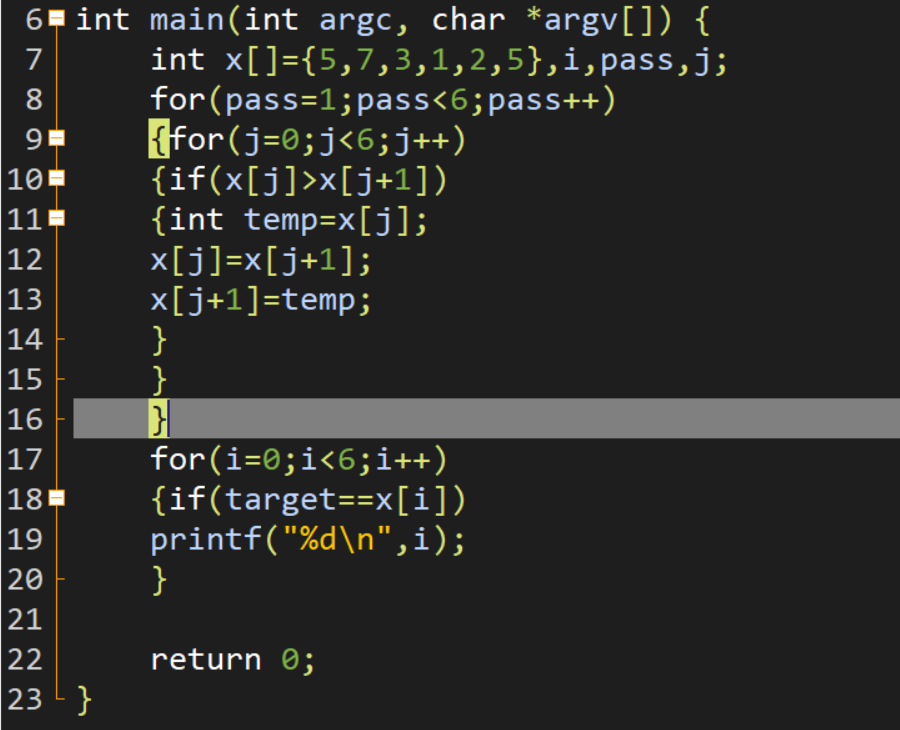 6 int main(int argc, char *argv[]) {
7 int x[]={5,7,3,1,2,5},i,pass,j;
8 for(pass=1;pass<6;pass++)
9 {for(j=0;j<6;j++)
10 {if(x[j]>x[j+1])
11 {int temp=x[j];
12 x[j]=x[j+1];
13 x[j+1]=temp;
14 }
15 }
16 }
17 for(i=0;i<6;i++)
18 {if(target==x[i])
19 printf("%d\n",i);
20 }
21
22 return 0;
23 }